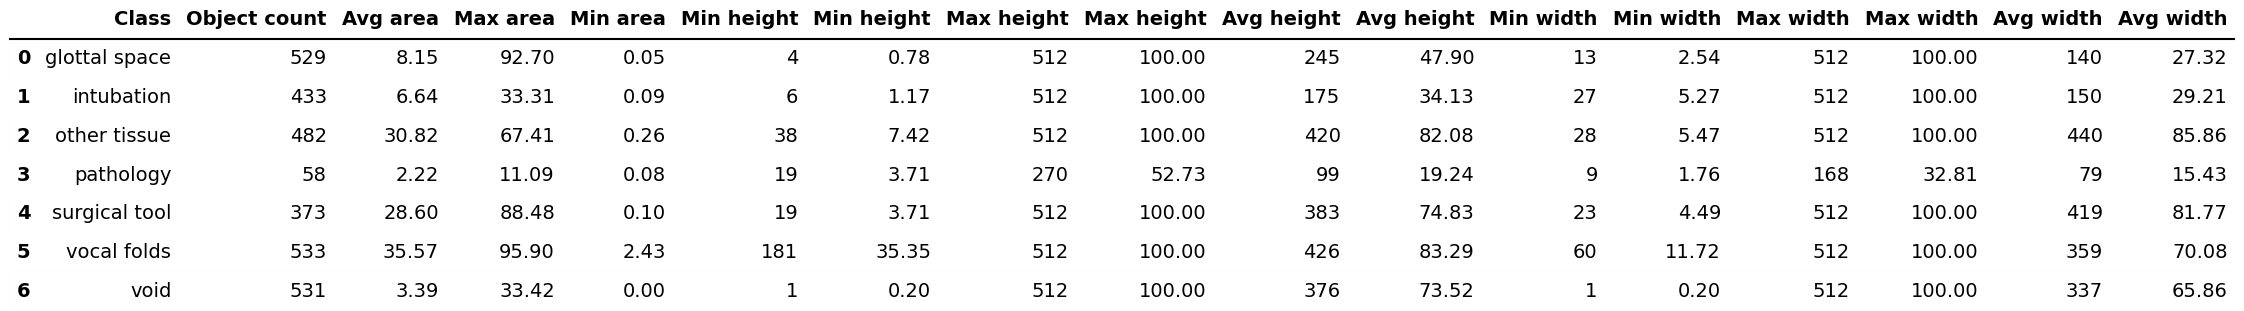 Class Object count Avg area Max area Min area Min height Min height Max height Max height Avg height Avg height Min width Min width Max width Max width Avg width Avg width
0 glottal space 529 8.15 92.70 0.05 4 0.78 512 100.00 245 47.90 13 2.54 512 100.00 140 27.32
1 intubation 433 6.64 33.31 0.09 6 1.17 512 100.00 175 34.13 27 5.27 512 100.00 150 29.21
2 other tissue 482 30.82 67.41 0.26 38 7.42 512 100.00 420 82.08 28 5.47 512 100.00 440 85.86
3 pathology 58 2.22 11.09 0.08 19 3.71 270 52.73 99 19.24 9 1.76 168 32.81 79 15.43
4 surgical tool 373 28.60 88.48 0.10 19 3.71 512 100.00 383 74.83 23 4.49 512 100.00 419 81.77
5 vocal folds 533 35.57 95.90 2.43 181 35.35 512 100.00 426 83.29 60 11.72 512 100.00 359 70.08
6 void 531 3.39 33.42 0.00 1 0.20 512 100.00 376 73.52 1 0.20 512 100.00 337 65.86